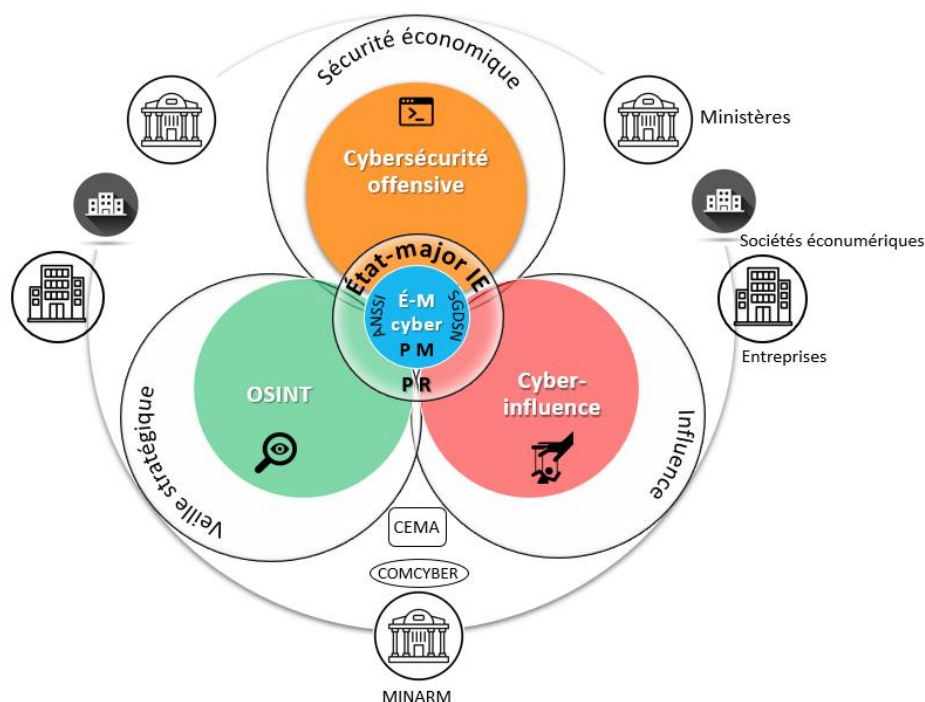 Sécurité économique
>_
Cybersécurité
offensive
Ministères
Sociétés éconumériques
Entreprises
État-major IE
ANSSI
É-M
cyber
SGDSN
P M
P R
OSINT
Cyber-
influence
Veille stratégique
Influence
CEMA
COMCYBER
MINARM